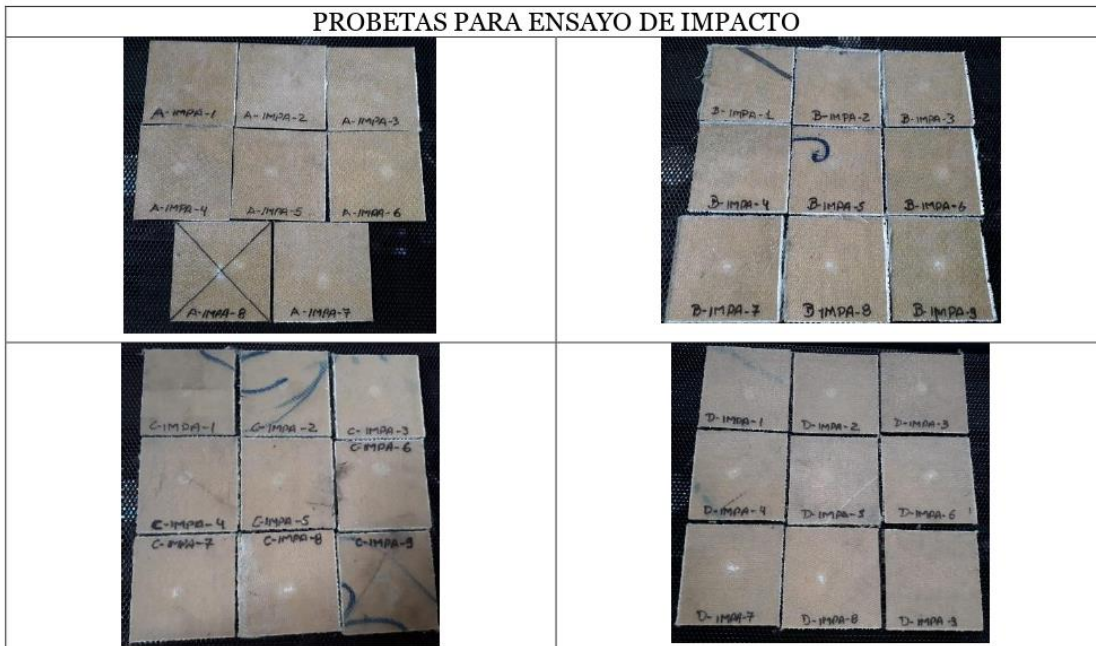 PROBETAS PARA ENSAYO DE IMPACTO
A-IMPA-1 A-IMPA-2 A-IMPA-3
A-IMPA-4 A-IMPA-5 A-IMPA-6
A-IMPA-8 A-IMPA-7
B-IMPA-1 B-IMPA-2 B-IMPA-3
B-IMPA-4 B-IMPA-5 B-IMPA-6
B-IMPA-7 B-IMPA-8 B-IMPA-9
C-IMPA-1 C-IMPA-2 C-IMPA-3
C-IMPA-6
C-IMPA-4 C-IMPA-5
C-IMPA-7 C-IMPA-8 C-IMPA-9
D-IMPA-1 D-IMPA-2 D-IMPA-3
D-IMPA-4 D-IMPA-5 D-IMPA-6
D-IMPA-7 D-IMPA-8 D-IMPA-9